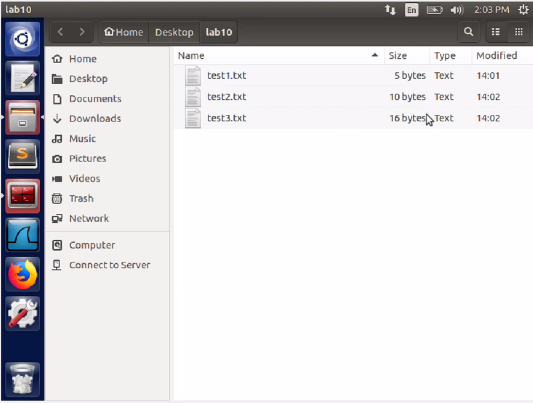 lab10
En
2:03 PM
Home
Desktop
lab10
Home
Desktop
Documents
Downloads
Music
Pictures
Videos
Trash
Network
Computer
Connect to Server
Name Size Type Modified
test1.txt 5 bytes Text 14:01
test2.txt 10 bytes Text 14:02
test3.txt 16 bytes Text 14:02
S